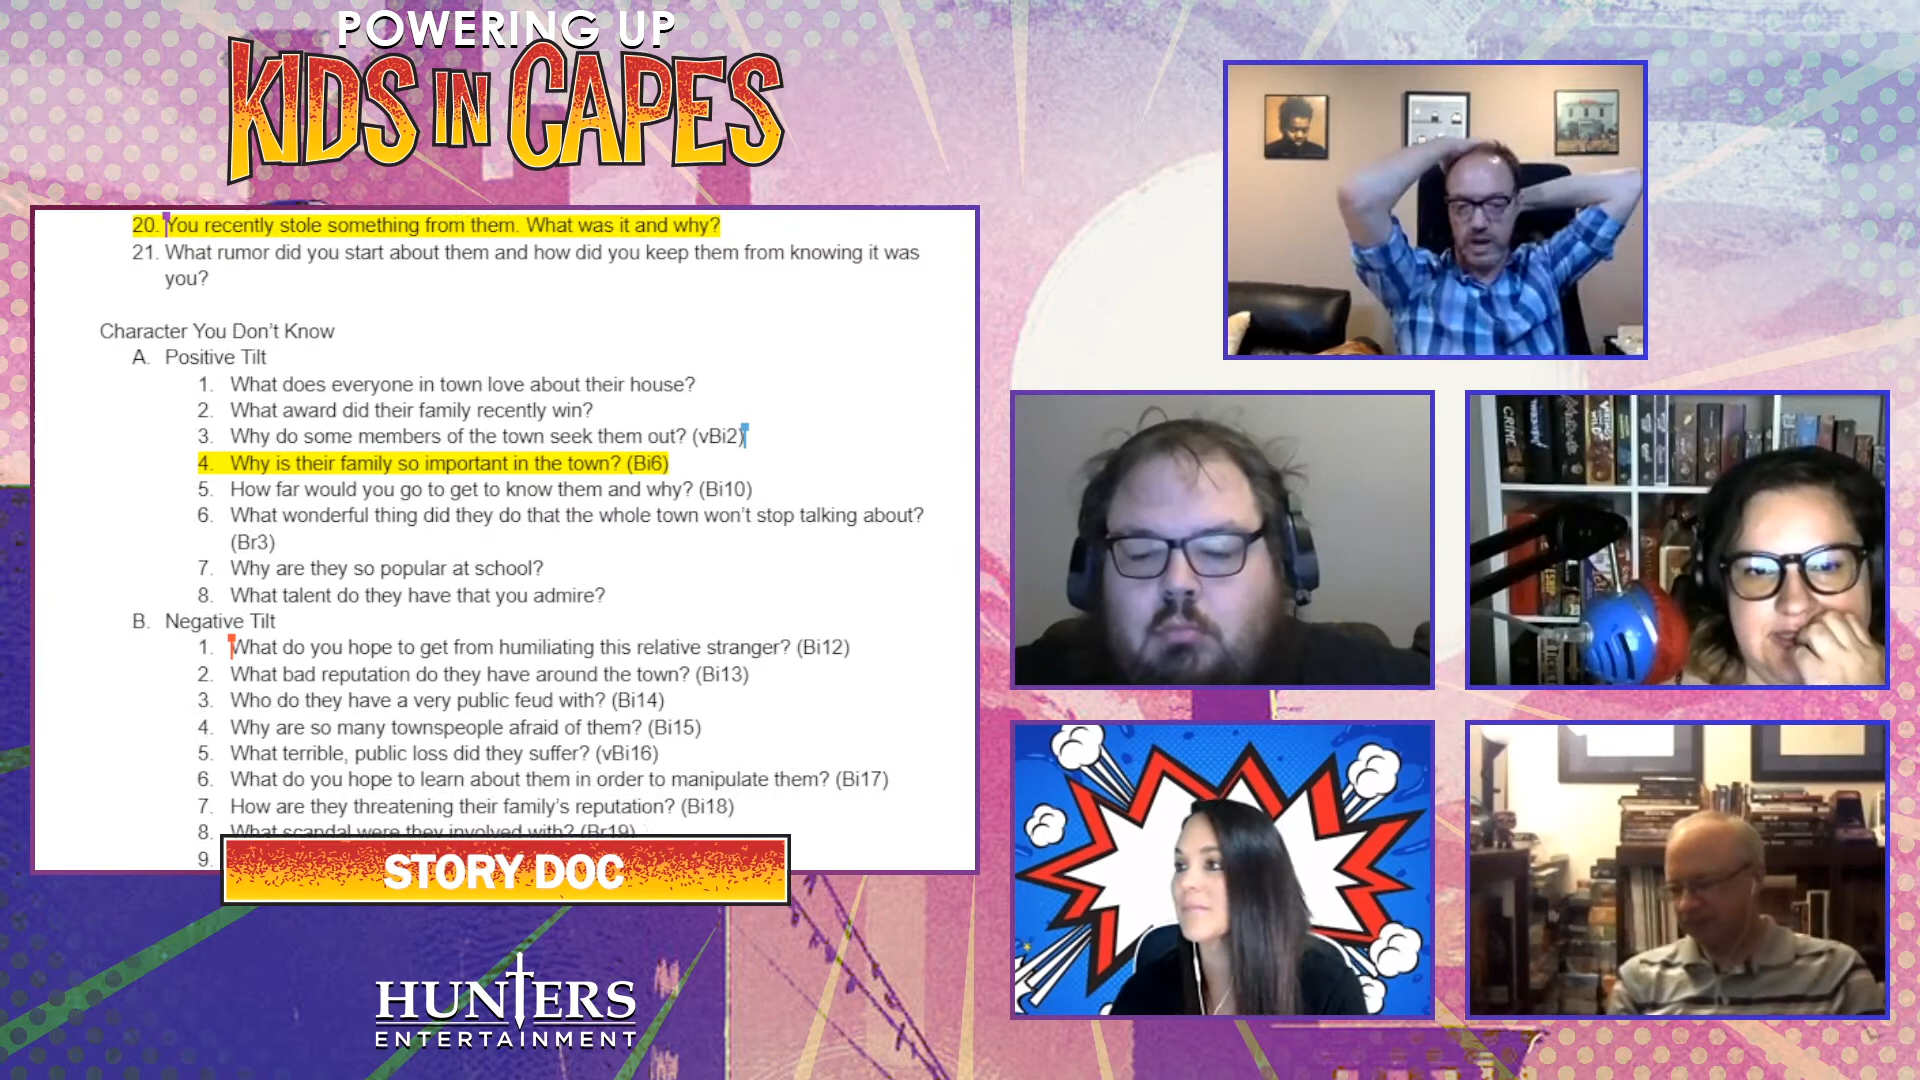 POWERING UP
KIDS IN CAPES
20. You recently stole something from them. What was it and why?
21. What rumor did you start about them and how did you keep them from knowing it was
you?
Character You Don't Know
A. Positive Tilt
1. What does everyone in town love about their house?
2. What award did their family recently win?
3. Why do some members of the town seek them out? (vBi2)
4. Why is their family so important in the town? (Bi6)
5. How far would you go to get to know them and why? (Bi10)
6. What wonderful thing did they do that the whole town won't stop talking about?
(Br3)
7. Why are they so popular at school?
8. What talent do they have that you admire?
B. Negative Tilt
1. What do you hope to get from humiliating this relative stranger? (Bi12)
2. What bad reputation do they have around the town? (Bi13)
3. Who do they have a very public feud with? (Bi14)
4. Why are so many townspeople afraid of them? (Bi15)
5. What terrible, public loss did they suffer? (vBi16)
6. What do you hope to learn about them in order to manipulate them? (Bi17)
7. How are they threatening their family's reputation? (Bi18)
8. What scandal were they involved with? (Br19)
9.
STORY DOC
HUNTERS
ENTERTAINMENT
CRIME